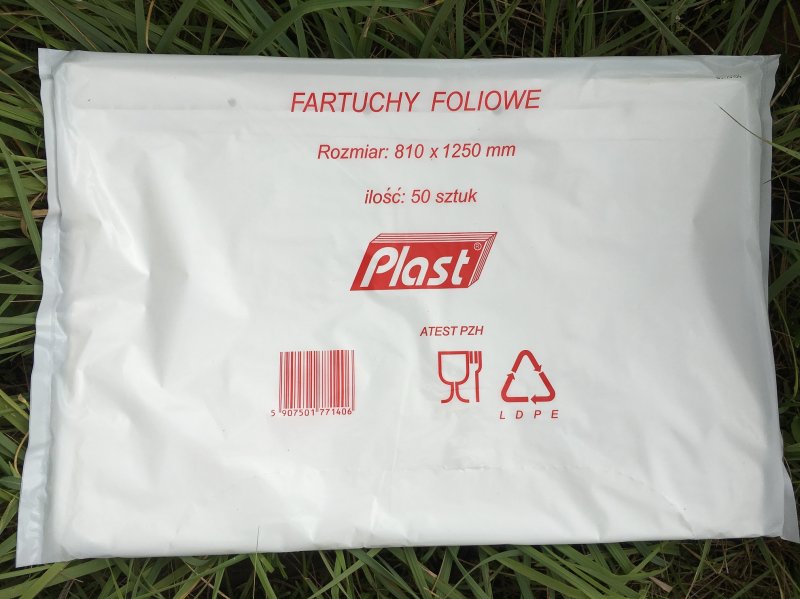 FARTUCHY FOLIOWE
Rozmiar: 810 x 1250 mm
ilość: 50 sztuk
Plast®
ATEST PZH
5 907501 771406
LDPE